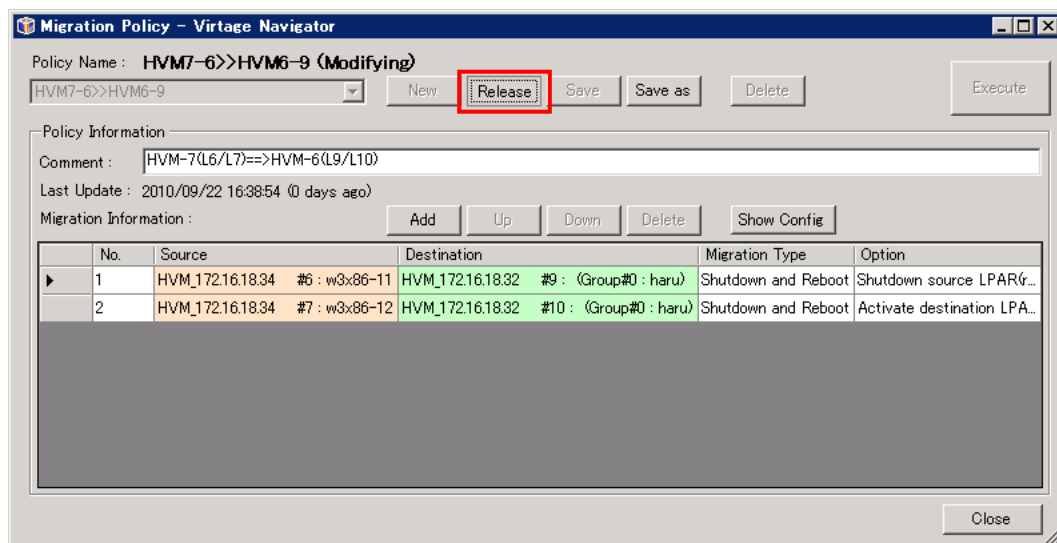 Migration Policy - Virtage Navigator
Policy Name : HVM7-6>>HVM6-9 (Modifying)
HVM7-6>>HVM6-9 New Release Save Save as Delete Execute
Policy Information
Comment : HVM-7(L6/L7)==>HVM-6(L9/L10)
Last Update : 2010/09/22 16:38:54 (0 days ago)
Migration Information : Add Up Down Delete Show Config
No. Source Destination Migration Type Option
1 HVM_172.16.18.34 #6 : w3x86-11 HVM_172.16.18.32 #9 : (Group#0 : haru) Shutdown and Reboot Shutdown source LPAR(r...
2 HVM_172.16.18.34 #7 : w3x86-12 HVM_172.16.18.32 #10 : (Group#0 : haru) Shutdown and Reboot Activate destination LPA...
Close